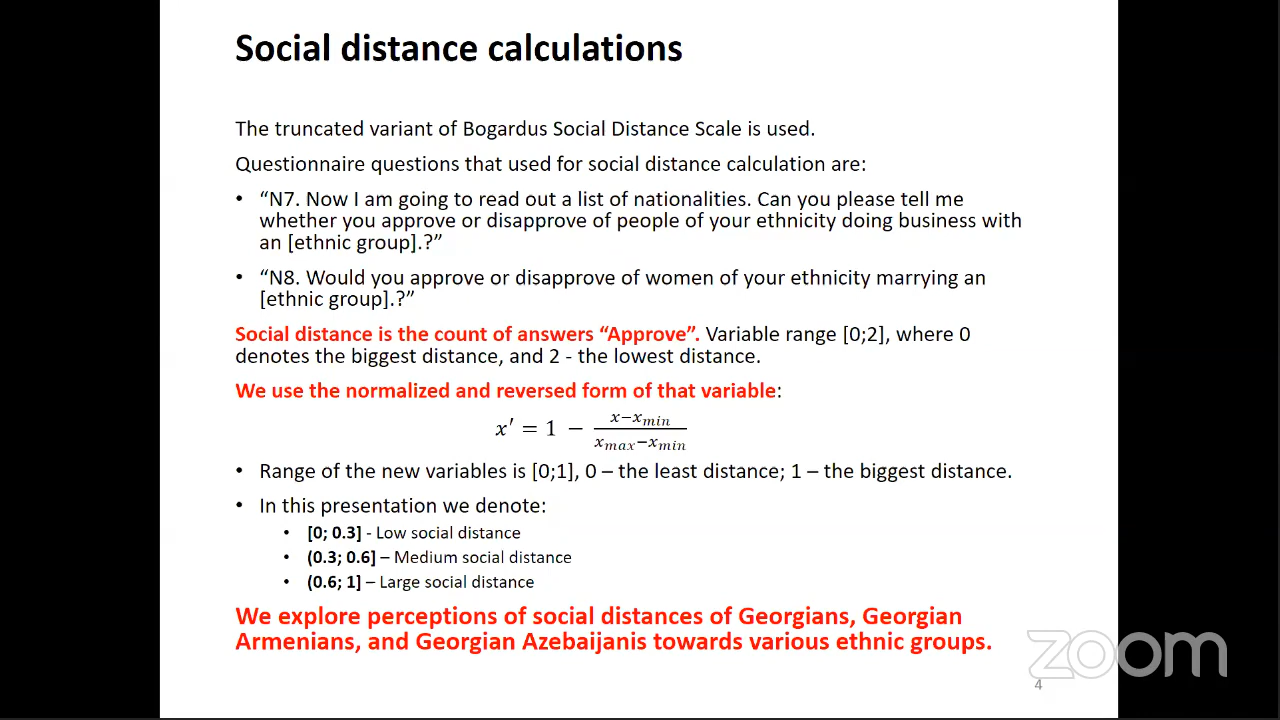 Social distance calculations
The truncated variant of Bogardus Social Distance Scale is used.
Questionnaire questions that used for social distance calculation are:
• “N7. Now I am going to read out a list of nationalities. Can you please tell me
whether you approve or disapprove of people of your ethnicity doing business with
an [ethnic group].?”
• “N8. Would you approve or disapprove of women of your ethnicity marrying an
[ethnic group].?”
Social distance is the count of answers “Approve”. Variable range [0;2], where 0
denotes the biggest distance, and 2 - the lowest distance.
We use the normalized and reversed form of that variable:
x′ = 1 − (x−x_min)/(x_max−x_min)
• Range of the new variables is [0;1], 0 – the least distance; 1 – the biggest distance.
• In this presentation we denote:
• [0; 0.3] - Low social distance
• (0.3; 0.6] – Medium social distance
• (0.6; 1] – Large social distance
We explore perceptions of social distances of Georgians, Georgian
Armenians, and Georgian Azebaijanis towards various ethnic groups.
zoom
4